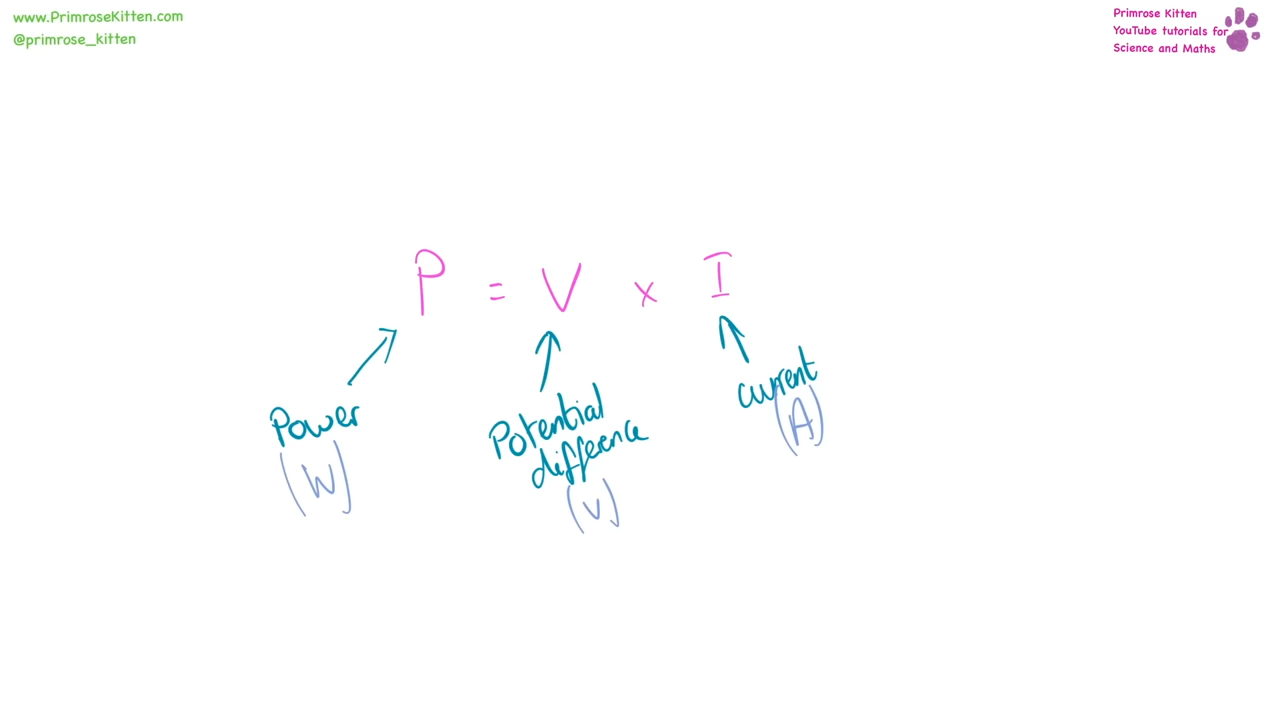 www.PrimroseKitten.com
@primrose_kitten
Primrose Kitten
YouTube tutorials for
Science and Maths
P = V x I
Power
(W)
Potential
difference
(V)
current
(A)